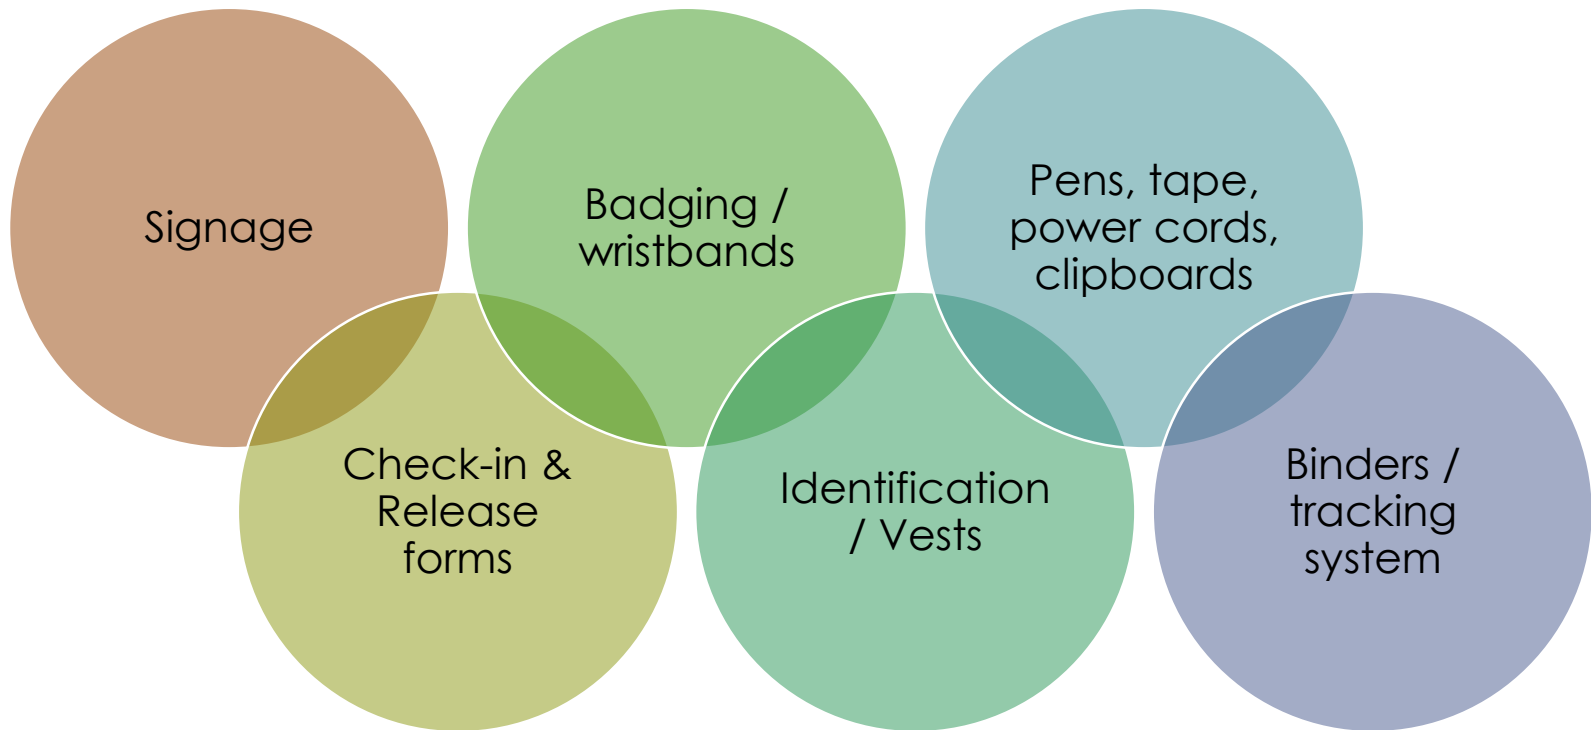 Signage
Check-in &
Release
forms
Badging /
wristbands
Identification
/ Vests
Pens, tape,
power cords,
clipboards
Binders /
tracking
system